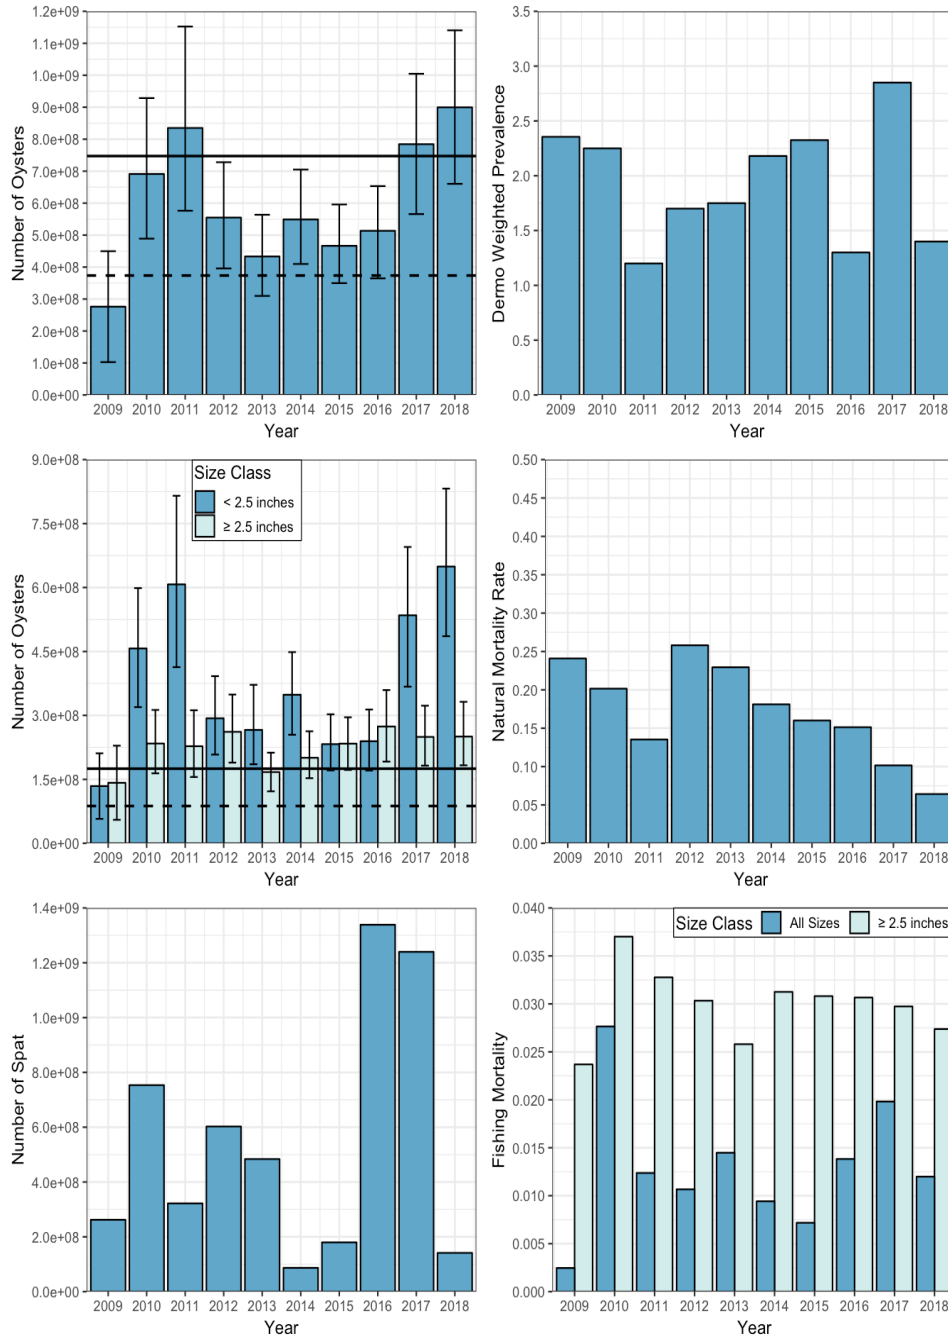 Number of Oysters
1.2e+09
1.1e+09
1.0e+09
9.0e+08
8.0e+08
7.0e+08
6.0e+08
5.0e+08
4.0e+08
3.0e+08
2.0e+08
1.0e+08
0.0e+00
2009 2010 2011 2012 2013 2014 2015 2016 2017 2018
Year
Dermo Weighted Prevalence
3.5
3.0
2.5
2.0
1.5
1.0
0.5
0.0
2009 2010 2011 2012 2013 2014 2015 2016 2017 2018
Year
Number of Oysters
9.0e+08
7.5e+08
6.0e+08
4.5e+08
3.0e+08
1.5e+08
0.0e+00
Size Class
< 2.5 inches
≥ 2.5 inches
2009 2010 2011 2012 2013 2014 2015 2016 2017 2018
Year
Natural Mortality Rate
0.50
0.45
0.40
0.35
0.30
0.25
0.20
0.15
0.10
0.05
0.00
2009 2010 2011 2012 2013 2014 2015 2016 2017 2018
Year
Number of Spat
1.4e+09
1.2e+09
1.0e+09
8.0e+08
6.0e+08
4.0e+08
2.0e+08
0.0e+00
2009 2010 2011 2012 2013 2014 2015 2016 2017 2018
Year
Fishing Mortality
0.040
0.035
0.030
0.025
0.020
0.015
0.010
0.005
0.000
Size Class All Sizes ≥ 2.5 inches
2009 2010 2011 2012 2013 2014 2015 2016 2017 2018
Year